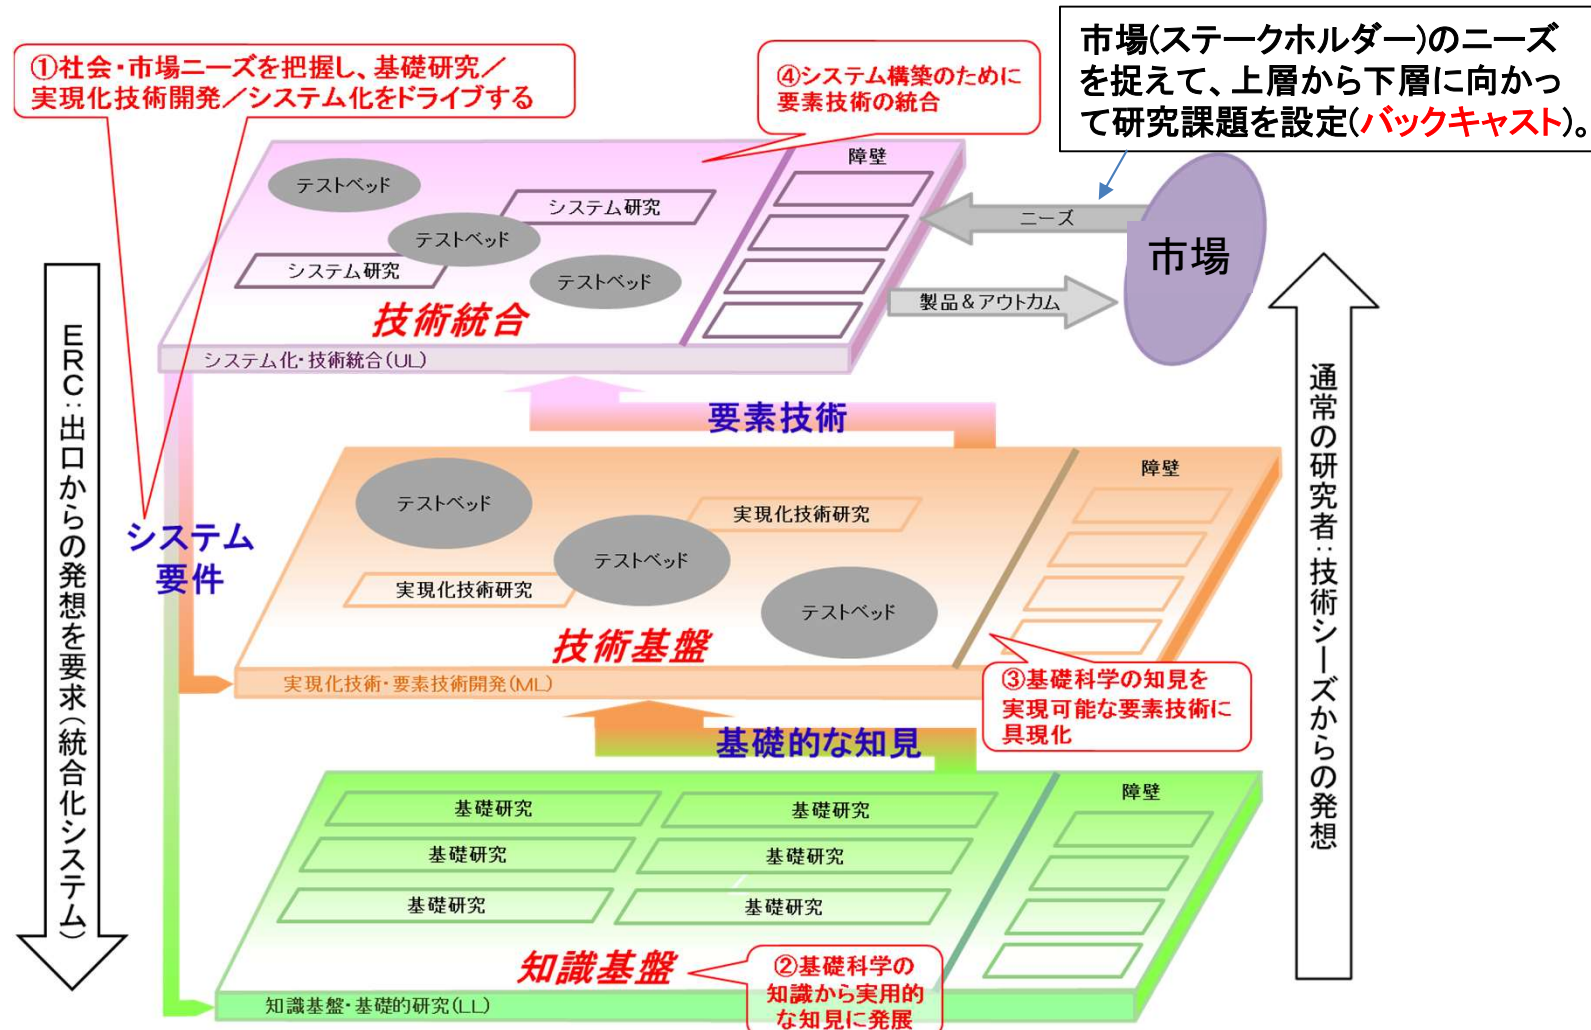 市場(ステークホルダー)のニーズ
を捉えて、上層から下層に向かっ
て研究課題を設定(バックキャスト)。
①社会・市場ニーズを把握し、基礎研究／
実現化技術開発／システム化をドライブする
④システム構築のために
要素技術の統合
障壁
テストベッド
システム研究
テストベッド
システム研究
テストベッド
技術統合
システム化・技術統合(UL)
ニーズ
市場
製品＆アウトカム
ERC：出口からの発想を要求(統合化システム)
通常の研究者：技術シーズからの発想
要素技術
システム
要件
障壁
テストベッド
実現化技術研究
テストベッド
実現化技術研究
テストベッド
技術基盤
実現化技術・要素技術開発(ML)
③基礎科学の知見を
実現可能な要素技術に
具現化
基礎的な知見
障壁
基礎研究
基礎研究
基礎研究
基礎研究
基礎研究
基礎研究
知識基盤
②基礎科学の
知識から実用的
な知見に発展
知識基盤・基礎的研究(LL)